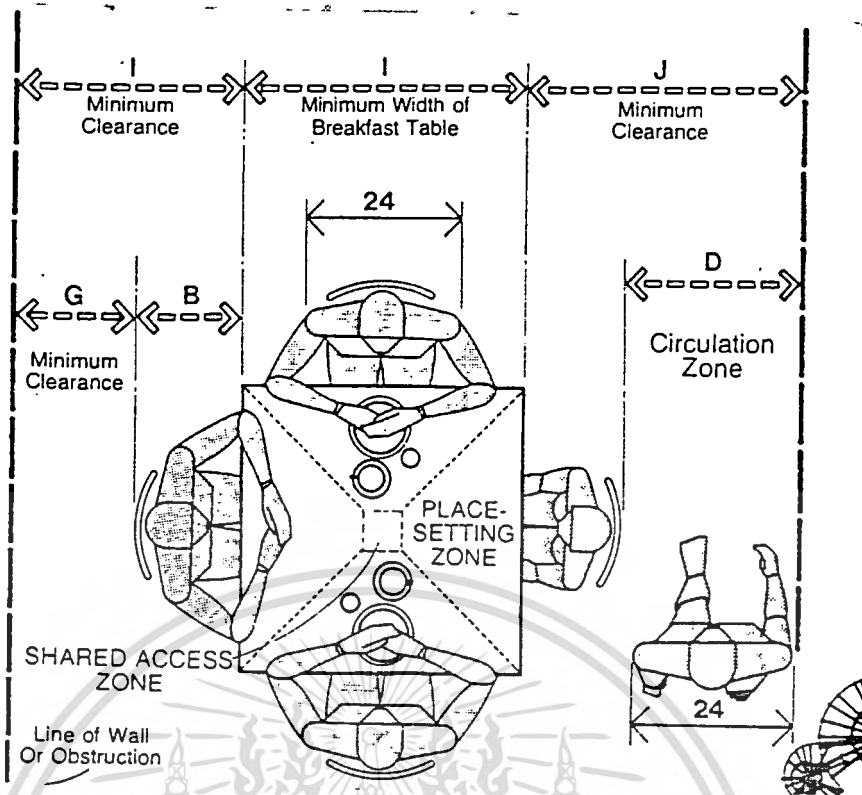 I
I
J
Minimum
Clearance
Minimum Width of
Breakfast Table
Minimum
Clearance
24
G
B
D
Minimum
Clearance
Circulation
Zone
PLACE-
SETTING
ZONE
SHARED ACCESS
ZONE
Line of Wall
Or Obstruction
24